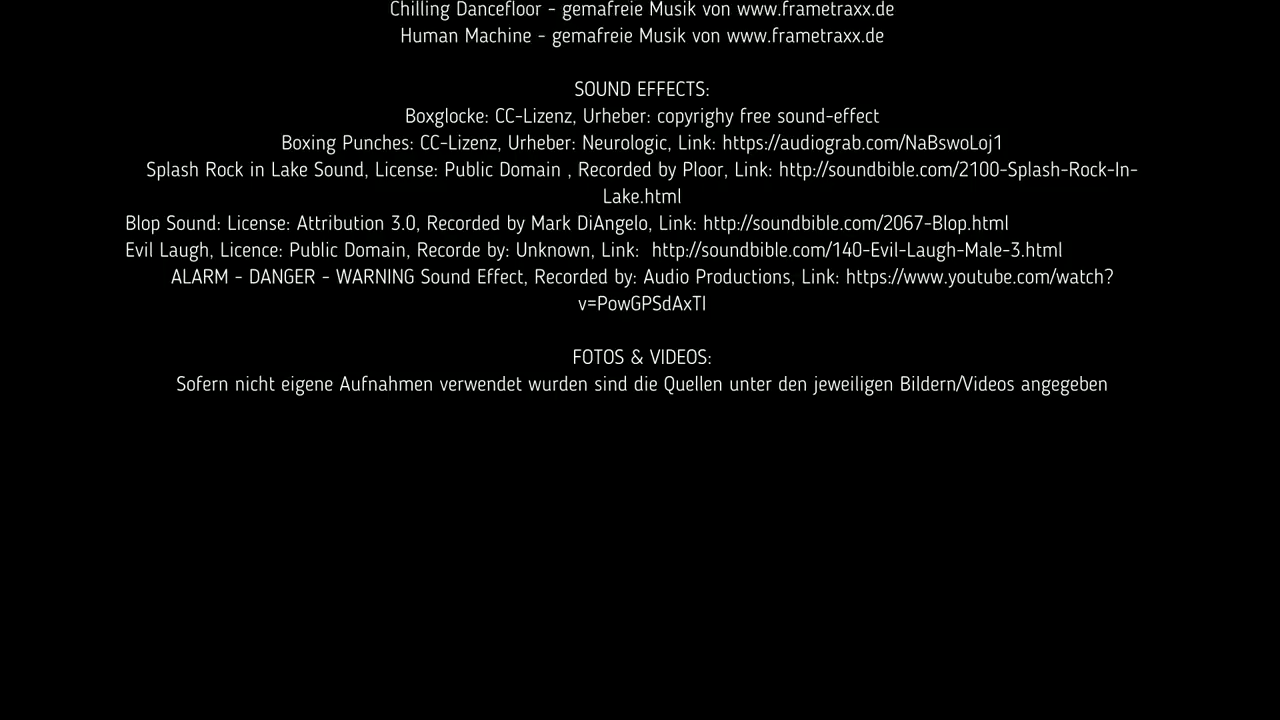 Chilling Dancefloor - gemafreie Musik von www.frametraxx.de
Human Machine - gemafreie Musik von www.frametraxx.de
SOUND EFFECTS:
Boxglocke: CC-Lizenz, Urheber: copyrighy free sound-effect
Boxing Punches: CC-Lizenz, Urheber: Neurologic, Link: https://audiograb.com/NaBswoLoj1
Splash Rock in Lake Sound, License: Public Domain , Recorded by Ploor, Link: http://soundbible.com/2100-Splash-Rock-In-
Lake.html
Blop Sound: License: Attribution 3.0, Recorded by Mark DiAngelo, Link: http://soundbible.com/2067-Blop.html
Evil Laugh, Licence: Public Domain, Recorde by: Unknown, Link:  http://soundbible.com/140-Evil-Laugh-Male-3.html
ALARM - DANGER - WARNING Sound Effect, Recorded by: Audio Productions, Link: https://www.youtube.com/watch?
v=PowGPSdAxTI
FOTOS & VIDEOS:
Sofern nicht eigene Aufnahmen verwendet wurden sind die Quellen unter den jeweiligen Bildern/Videos angegeben